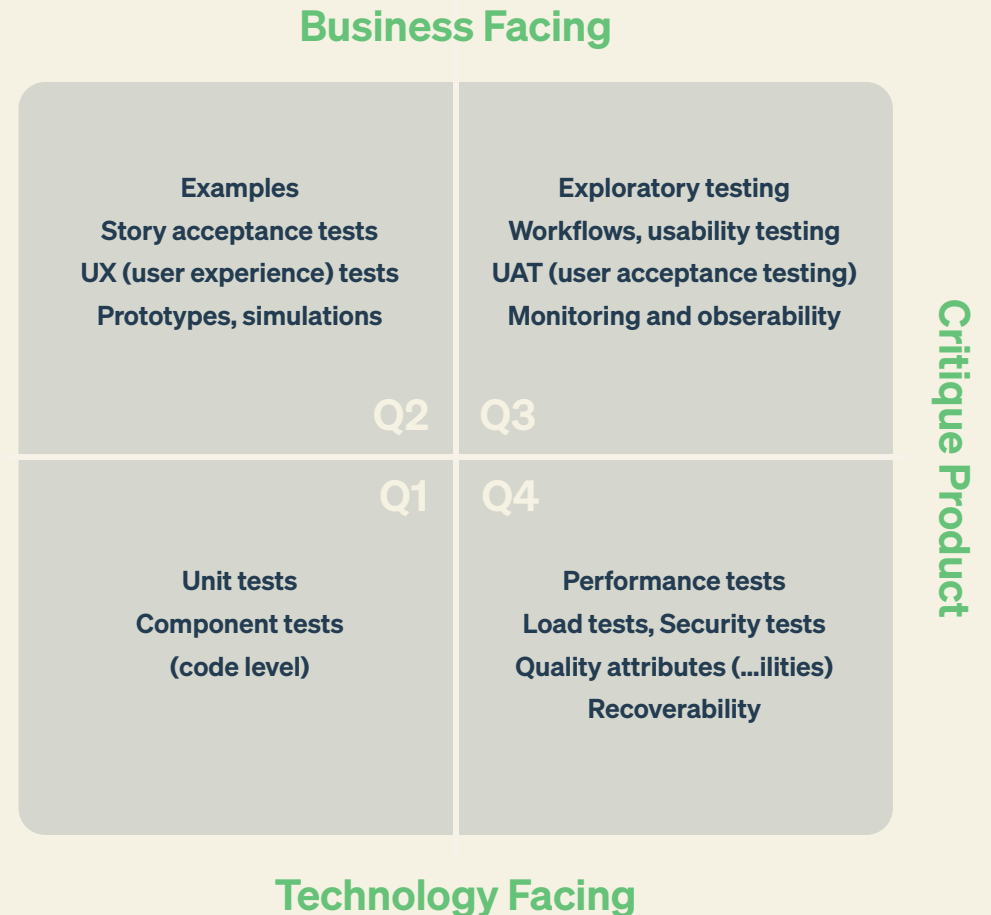 Business Facing
Examples
Story acceptance tests
UX (user experience) tests
Prototypes, simulations
Q2
Exploratory testing
Workflows, usability testing
UAT (user acceptance testing)
Monitoring and obserability
Q3
Critique Product
Q1
Unit tests
Component tests
(code level)
Q4
Performance tests
Load tests, Security tests
Quality attributes (...ilities)
Recoverability
Technology Facing